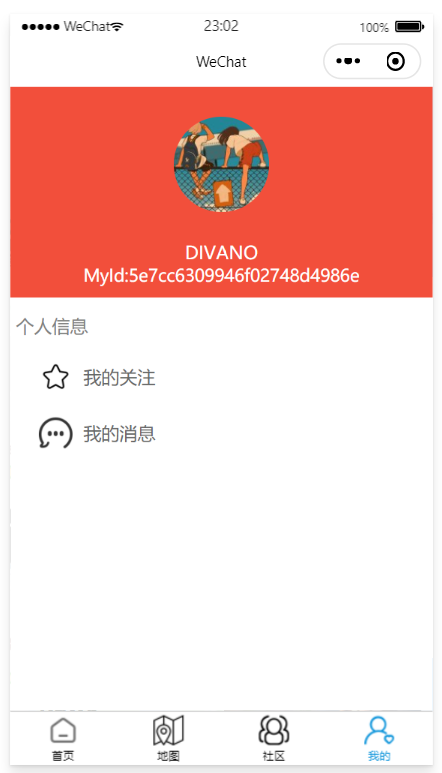 ●●●●● WeChat 23:02 100%
WeChat
DIVANO
MyId:5e7cc6309946f02748d4986e
个人信息
我的关注
我的消息
首页 地图 社区 我的